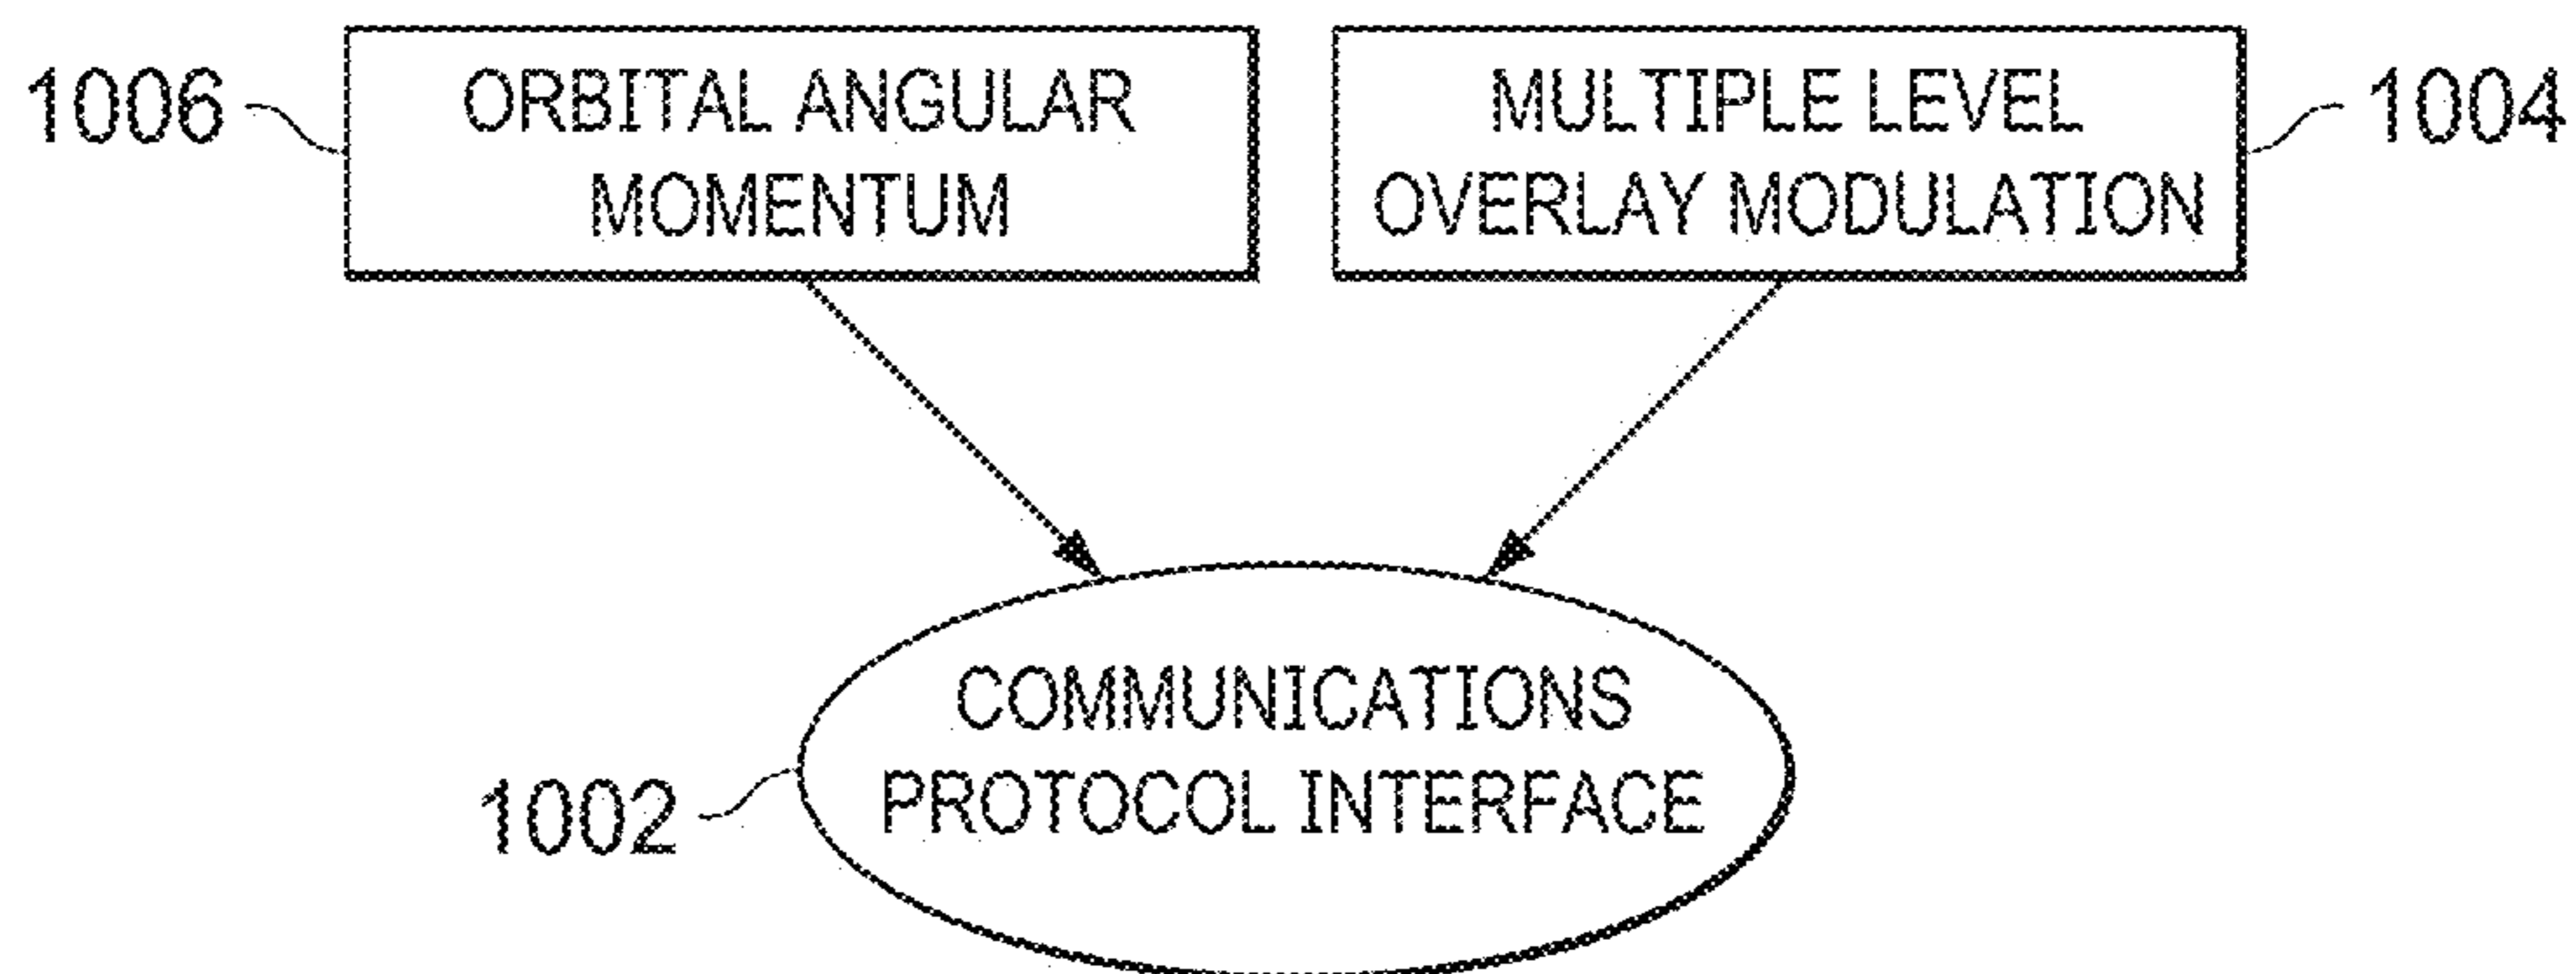 1006
ORBITAL ANGULAR
MOMENTUM
MULTIPLE LEVEL
OVERLAY MODULATION
1004
COMMUNICATIONS
PROTOCOL INTERFACE
1002